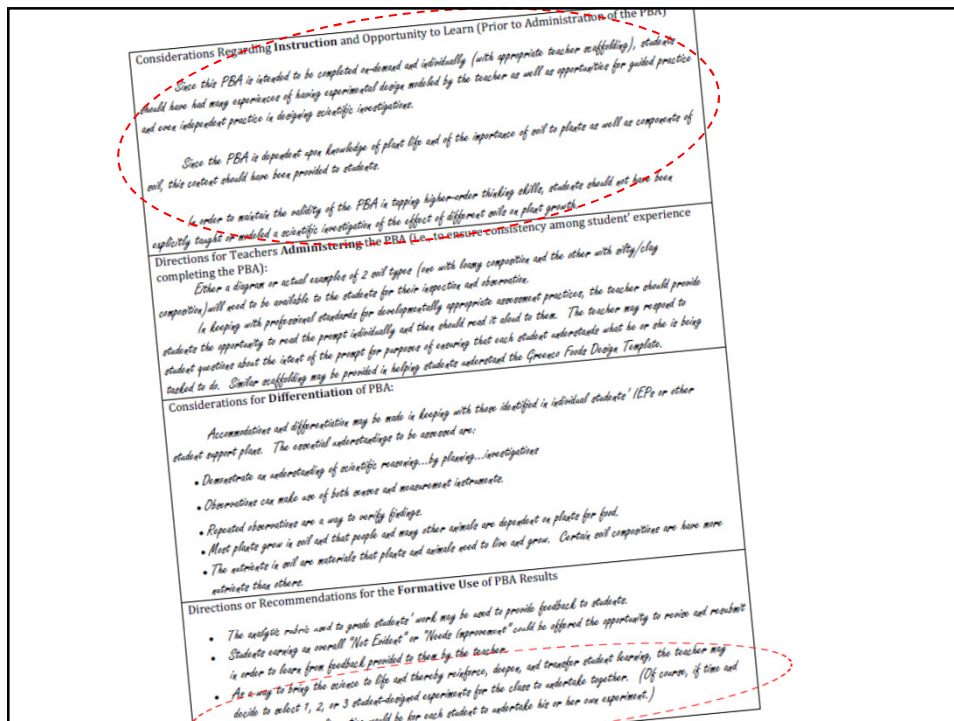 Considerations Regarding Instruction and Opportunity to Learn (Prior to Administration of the PBA)
Since this PBA is intended to be completed on-demand and individually (with appropriate teacher scaffolding), students
should have had many experiences of having experimental design modeled by the teacher as well as opportunities for guided practice
and even independent practice in designing scientific investigations.
Since the PBA is dependent upon knowledge of plant life and of the importance of soil to plants as well as components of
soil, this content should have been provided to students.
In order to maintain the validity of the PBA in tapping higher-order thinking skills, students should not have been
explicitly taught or modeled a scientific investigation of the effect of different soils on plant growth.
Directions for Teachers Administering the PBA (i.e., to ensure consistency among student' experience
completing the PBA):
Either a diagram or actual examples of 2 soil types (one with loamy composition and the other with silty/clay
composition)will need to be available to the students for their inspection and observation.
In keeping with professional standards for developmentally appropriate assessment practices, the teacher should provide
students the opportunity to read the prompt individually and then should read it aloud to them. The teacher may respond to
student questions about the intent of the prompt for purposes of ensuring that each student understands what he or she is being
tasked to do. Similar scaffolding may be provided in helping students understand the Greenco Foods Design Template.
Considerations for Differentiation of PBA:
Accommodations and differentiation may be made in keeping with those identified in individual students' IEPs or other
student support plans. The essential understandings to be assessed are:
• Demonstrate an understanding of scientific reasoning...by planning...investigations
• Observations can make use of both senses and measurement instruments.
• Repeated observations are a way to verify findings.
• Most plants grow in soil and that people and many other animals are dependent on plants for food.
• The nutrients in soil are materials that plants and animals need to live and grow. Certain soil compositions are have more
nutrients than others.
Directions or Recommendations for the Formative Use of PBA Results
• The analytic rubric used to grade students' work may be used to provide feedback to students.
• Students earning an overall "Not Evident" or "Needs Improvement" could be offered the opportunity to revise and resubmit
in order to learn from feedback provided to them by the teacher.
• As a way to bring the science to life and thereby reinforce, deepen, and transfer student learning, the teacher may
decide to select 1, 2, or 3 student-designed experiments for the class to undertake together. (Of course, if time and
would be for each student to undertake his or her own experiment.)